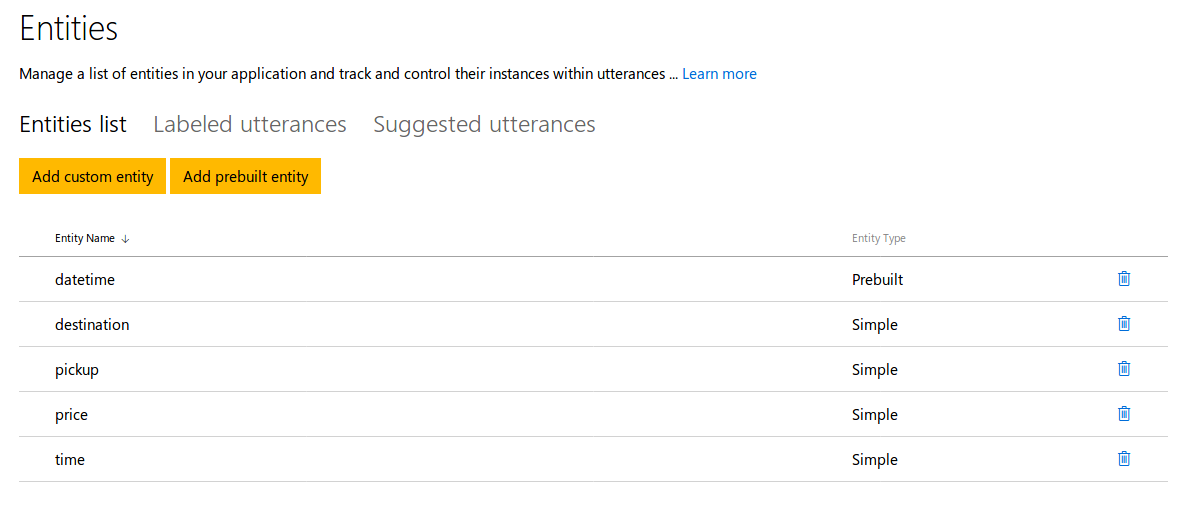 Entities
Manage a list of entities in your application and track and control their instances within utterances ... Learn more
Entities list Labeled utterances Suggested utterances
Add custom entity Add prebuilt entity
Entity Name ↓ Entity Type
datetime Prebuilt
destination Simple
pickup Simple
price Simple
time Simple